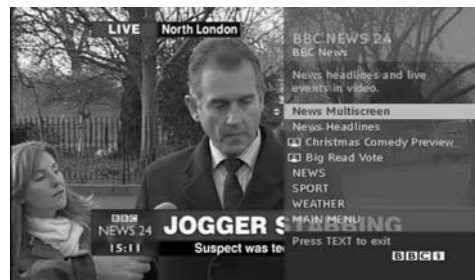 LIVE North London
BBC NEWS 24
BBC News
News headlines and live
events in video.
News Multiscreen
News Headlines
Christmas Comedy Preview
Big Read Vote
NEWS
SPORT
WEATHER
MAIN MENU
Press TEXT to exit
BBCi
BBC
NEWS 24
15:11
JOGGER STABBING
Suspect was